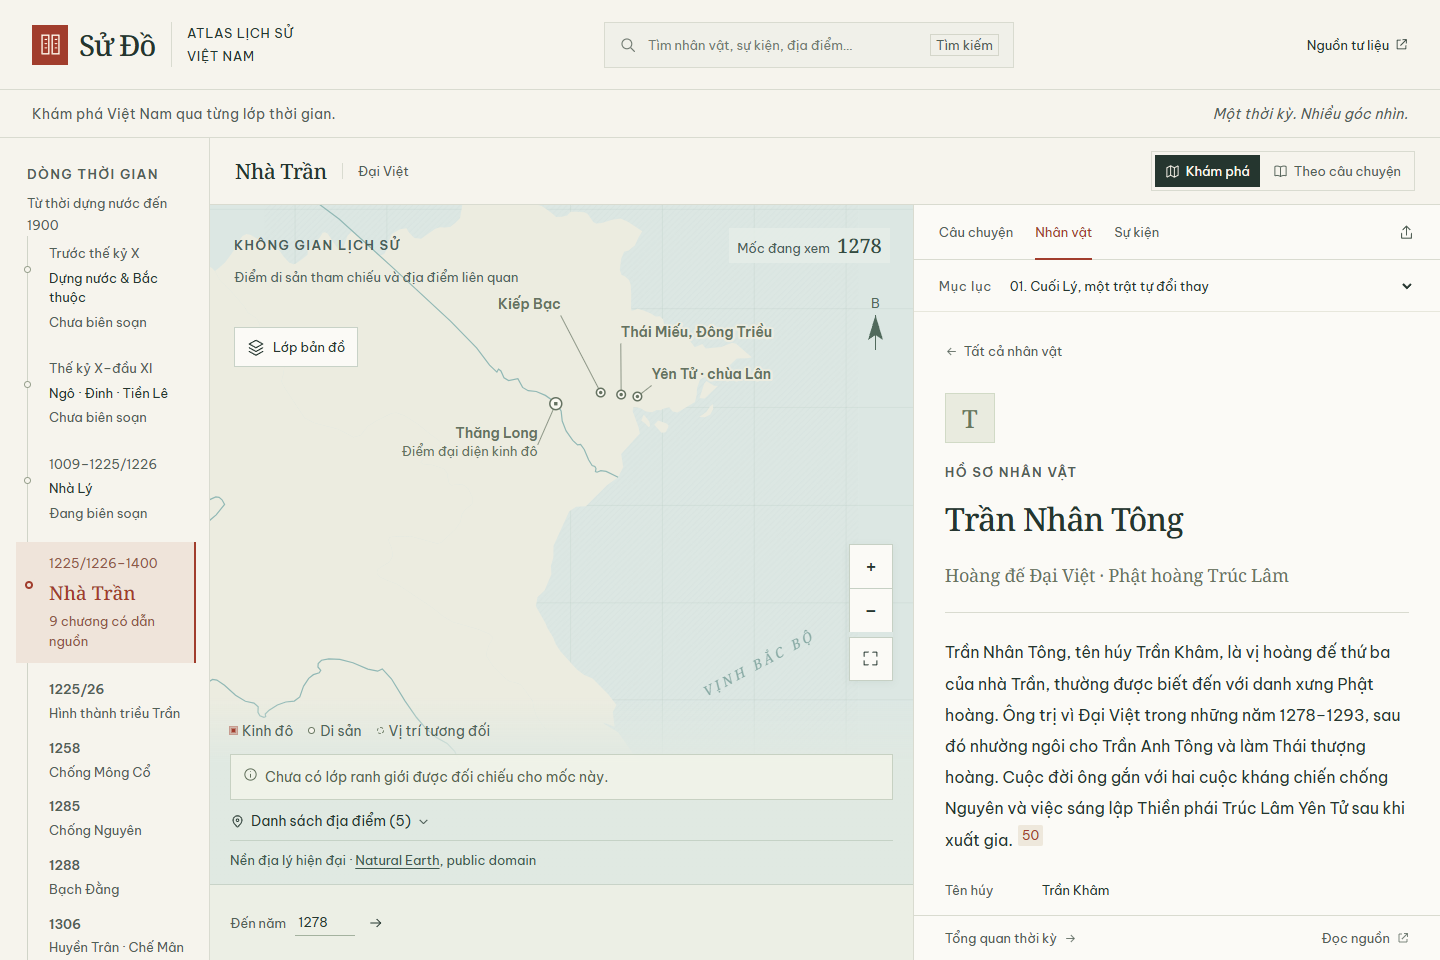 Sử Đồ
ATLAS LỊCH SỬ
VIỆT NAM
Tìm nhân vật, sự kiện, địa điểm...
Tìm kiếm
Nguồn tư liệu
Khám phá Việt Nam qua từng lớp thời gian.
Một thời kỳ. Nhiều góc nhìn.
DÒNG THỜI GIAN
Từ thời dựng nước đến
1900
Trước thế kỷ X
Dựng nước & Bắc
thuộc
Chưa biên soạn
Thế kỷ X–đầu XI
Ngô · Đinh · Tiền Lê
Chưa biên soạn
1009–1225/1226
Nhà Lý
Đang biên soạn
1225/1226–1400
Nhà Trần
9 chương có dẫn
nguồn
1225/26
Hình thành triều Trần
1258
Chống Mông Cổ
1285
Chống Nguyên
1288
Bạch Đằng
1306
Huyền Trân · Chế Mân
Nhà Trần
Đại Việt
Khám phá
Theo câu chuyện
KHÔNG GIAN LỊCH SỬ
Điểm di sản tham chiếu và địa điểm liên quan
Mốc đang xem 1278
Lớp bản đồ
B
Kiếp Bạc
Thái Miếu, Đông Triều
Yên Tử · chùa Lân
Thăng Long
Điểm đại diện kinh đô
+
−
VỊNH BẮC BỘ
Kinh đô
Di sản
Vị trí tương đối
Chưa có lớp ranh giới được đối chiếu cho mốc này.
Danh sách địa điểm (5)
Nền địa lý hiện đại · Natural Earth, public domain
Đến năm 1278 →
Câu chuyện
Nhân vật
Sự kiện
Mục lục
01. Cuối Lý, một trật tự đổi thay
← Tất cả nhân vật
T
HỒ SƠ NHÂN VẬT
Trần Nhân Tông
Hoàng đế Đại Việt · Phật hoàng Trúc Lâm
Trần Nhân Tông, tên húy Trần Khâm, là vị hoàng đế thứ ba
của nhà Trần, thường được biết đến với danh xưng Phật
hoàng. Ông trị vì Đại Việt trong những năm 1278–1293, sau
đó nhường ngôi cho Trần Anh Tông và làm Thái thượng
hoàng. Cuộc đời ông gắn với hai cuộc kháng chiến chống
Nguyên và việc sáng lập Thiền phái Trúc Lâm Yên Tử sau khi
xuất gia. 50
Tên húy
Trần Khâm
Tổng quan thời kỳ →
Đọc nguồn